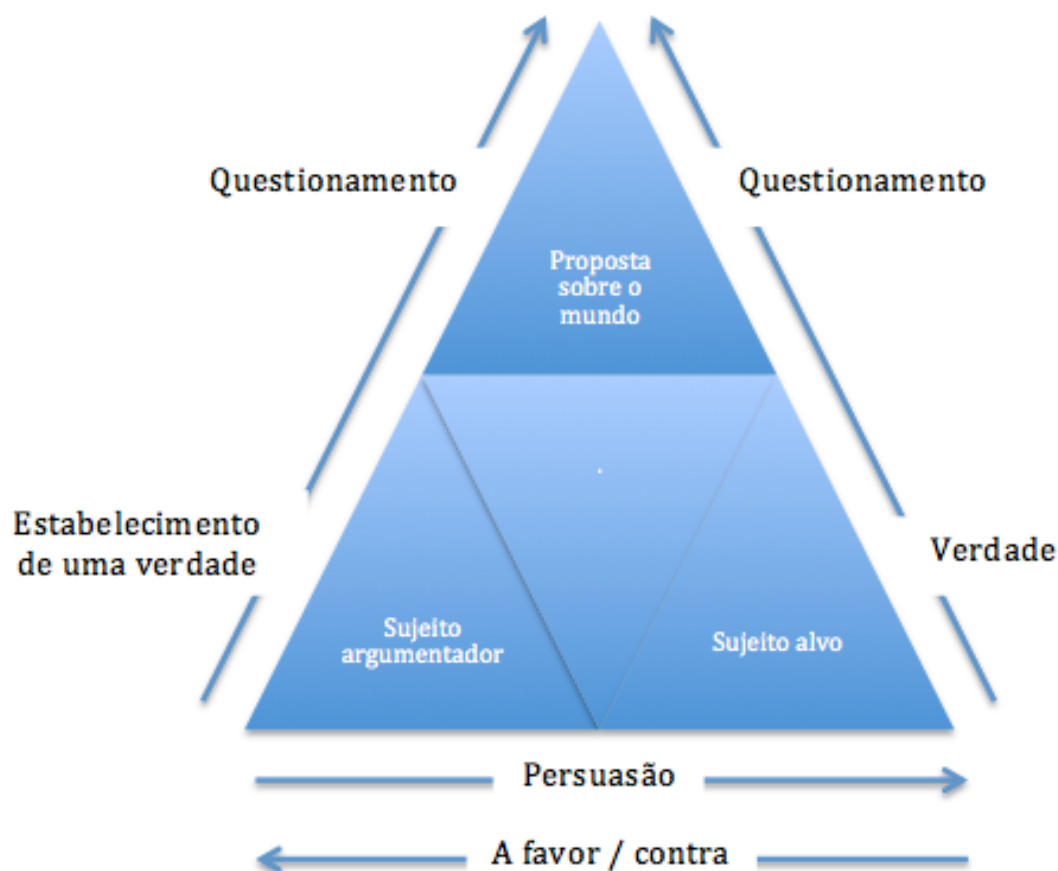 Questionamento
Questionamento
Proposta
sobre o
mundo
Estabelecimento
de uma verdade
Verdade
Sujeito
argumentador
Sujeito alvo
Persuasão
A favor / contra